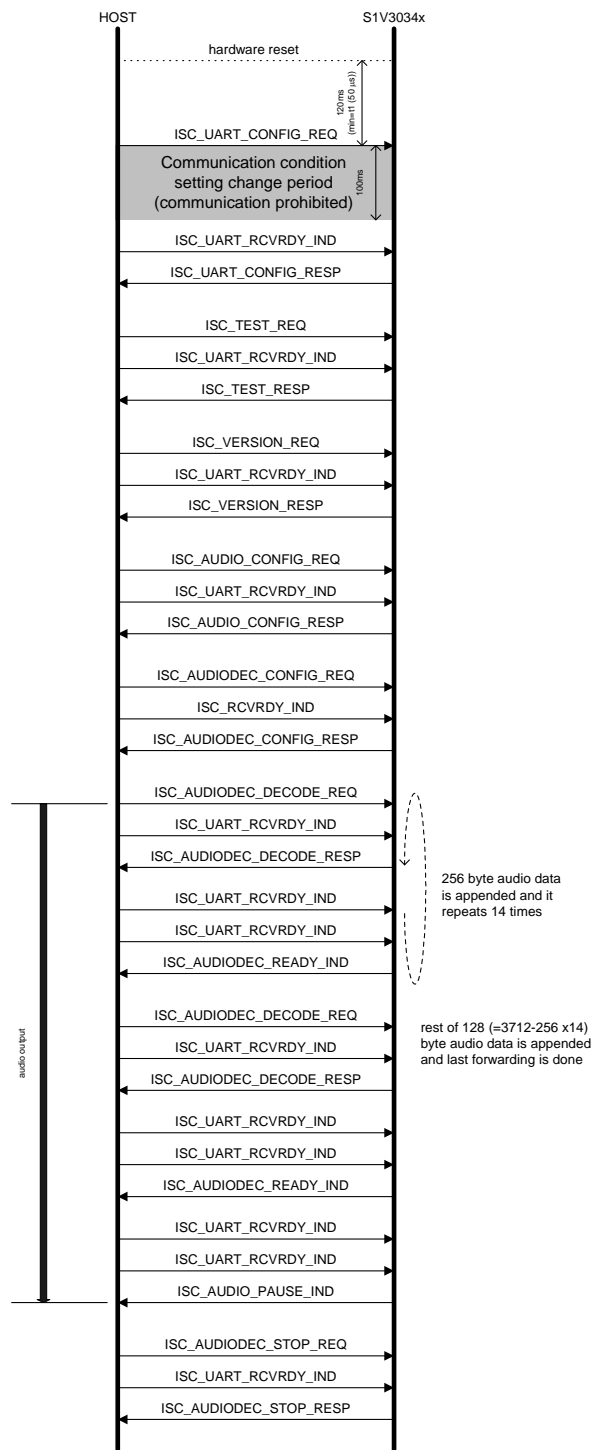 HOST
S1V3034x
hardware reset
120ms
(min=t1 (50 µs))
ISC_UART_CONFIG_REQ
Communication condition
setting change period
(communication prohibited)
100ms
ISC_UART_RCVRDY_IND
ISC_UART_CONFIG_RESP
ISC_TEST_REQ
ISC_UART_RCVRDY_IND
ISC_TEST_RESP
ISC_VERSION_REQ
ISC_UART_RCVRDY_IND
ISC_VERSION_RESP
ISC_AUDIO_CONFIG_REQ
ISC_UART_RCVRDY_IND
ISC_AUDIO_CONFIG_RESP
ISC_AUDIODEC_CONFIG_REQ
ISC_RCVRDY_IND
ISC_AUDIODEC_CONFIG_RESP
ISC_AUDIODEC_DECODE_REQ
ISC_UART_RCVRDY_IND
ISC_AUDIODEC_DECODE_RESP
256 byte audio data
is appended and it
repeats 14 times
ISC_UART_RCVRDY_IND
ISC_UART_RCVRDY_IND
ISC_AUDIODEC_READY_IND
ISC_AUDIODEC_DECODE_REQ
rest of 128 (=3712-256 x14)
byte audio data is appended
and last forwarding is done
ISC_UART_RCVRDY_IND
ISC_AUDIODEC_DECODE_RESP
audio output
ISC_UART_RCVRDY_IND
ISC_UART_RCVRDY_IND
ISC_AUDIODEC_READY_IND
ISC_UART_RCVRDY_IND
ISC_UART_RCVRDY_IND
ISC_AUDIO_PAUSE_IND
ISC_AUDIODEC_STOP_REQ
ISC_UART_RCVRDY_IND
ISC_AUDIODEC_STOP_RESP